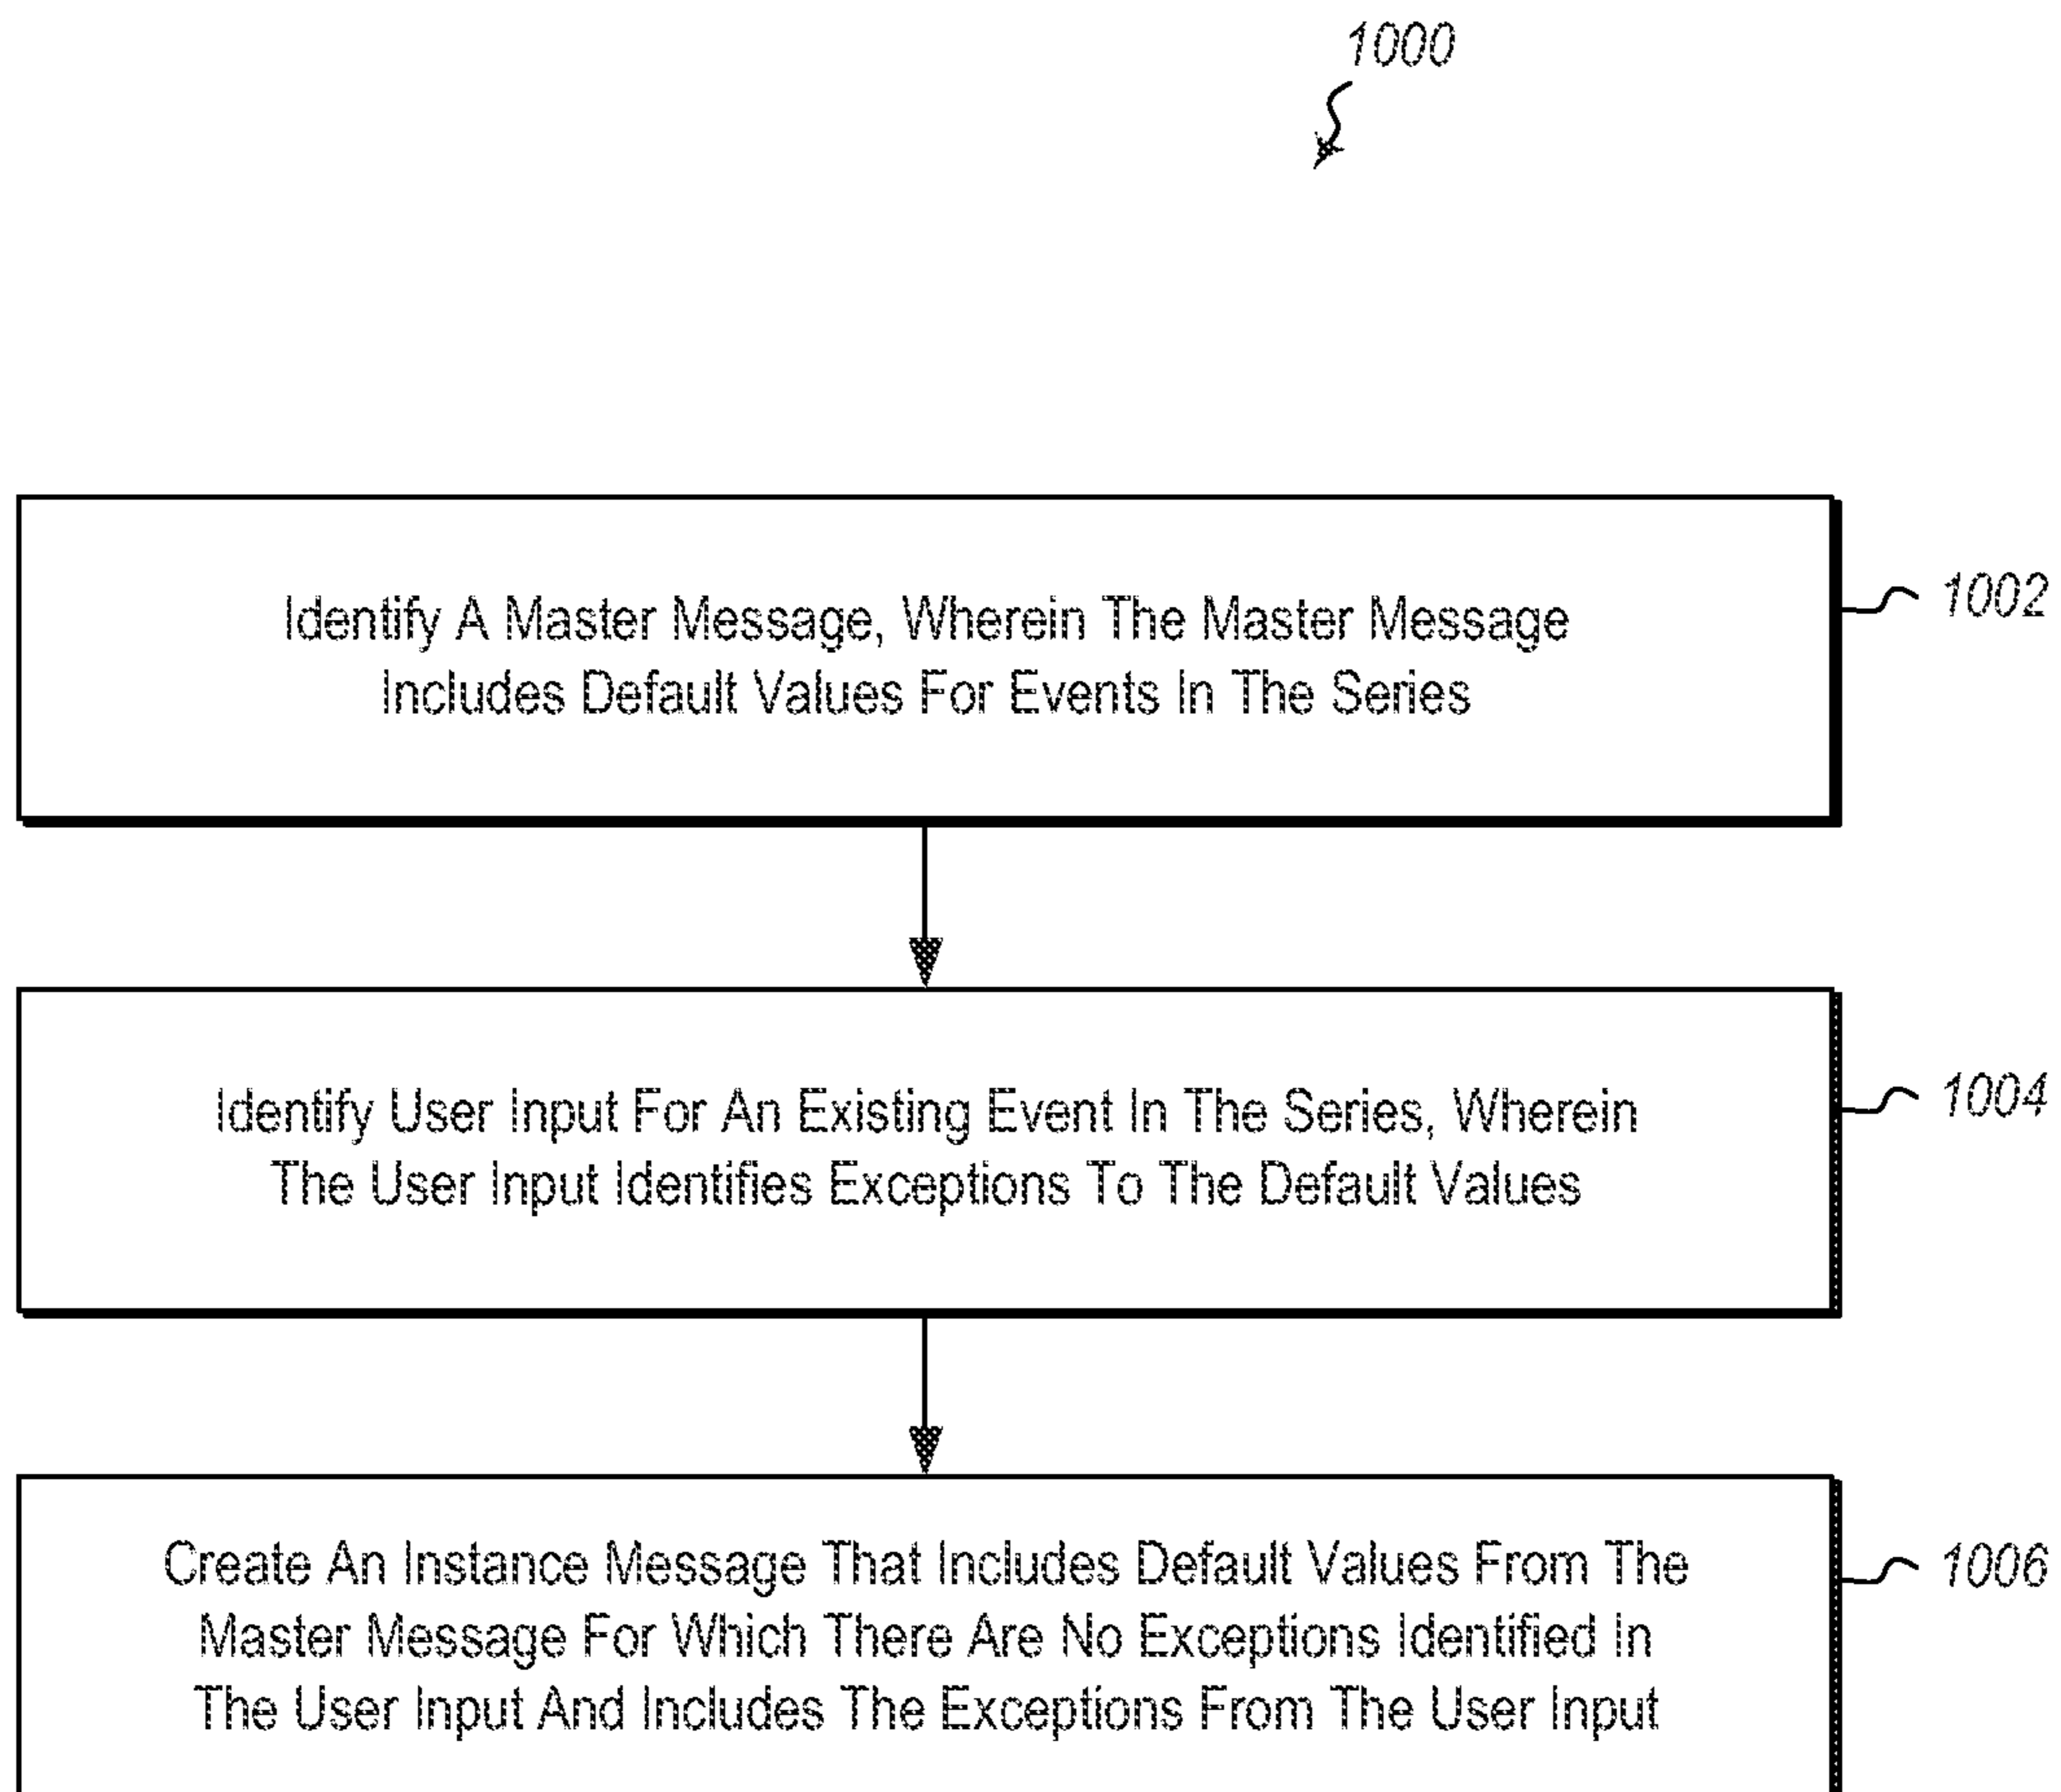 1000
Identify A Master Message, Wherein The Master Message
Includes Default Values For Events In The Series
1002
Identify User Input For An Existing Event In The Series, Wherein
The User Input Identifies Exceptions To The Default Values
1004
Create An Instance Message That Includes Default Values From The
Master Message For Which There Are No Exceptions Identified In
The User Input And Includes The Exceptions From The User Input
1006